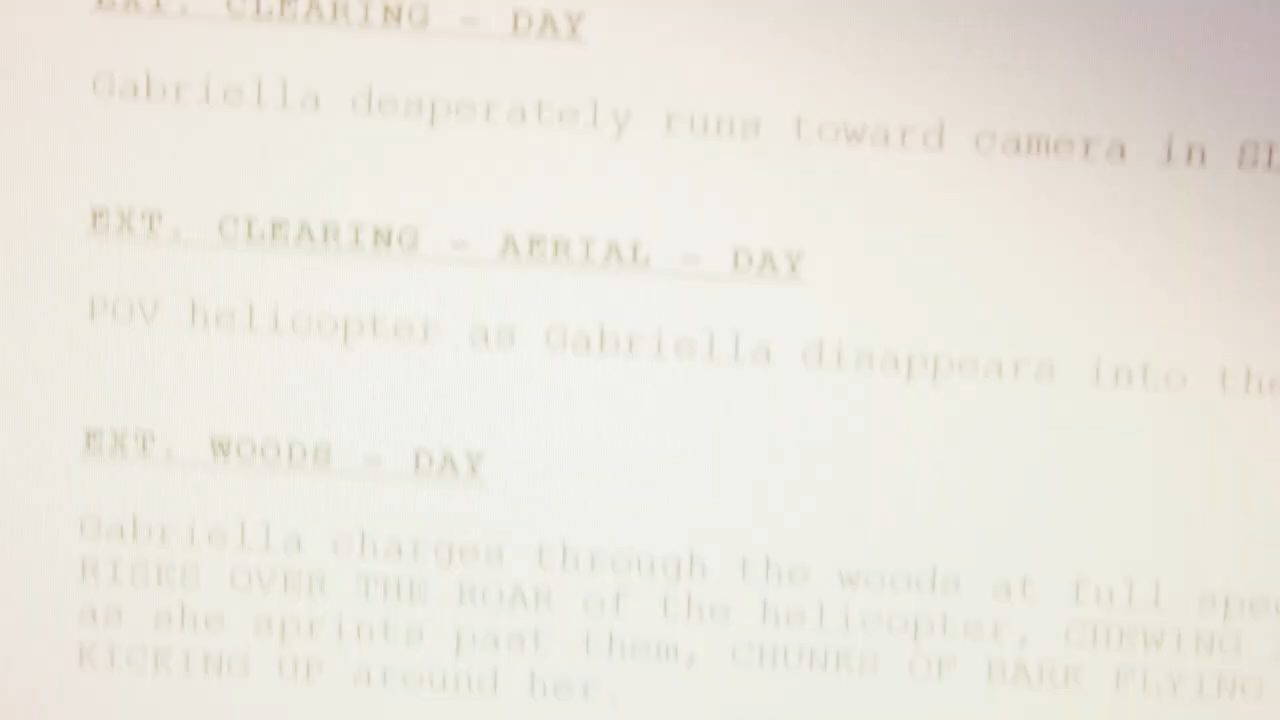 EXT. CLEARING - DAY
Gabriella desperately runs toward camera in
EXT. CLEARING - AERIAL - DAY
POV helicopter as Gabriella disappears into the
EXT. WOODS - DAY
Gabriella charges through the woods at full
RISES OVER THE ROAR of the helicopter, CHEWING
as she sprints past them, CHUNKS OF BARK FLYING
KICKING UP around her.